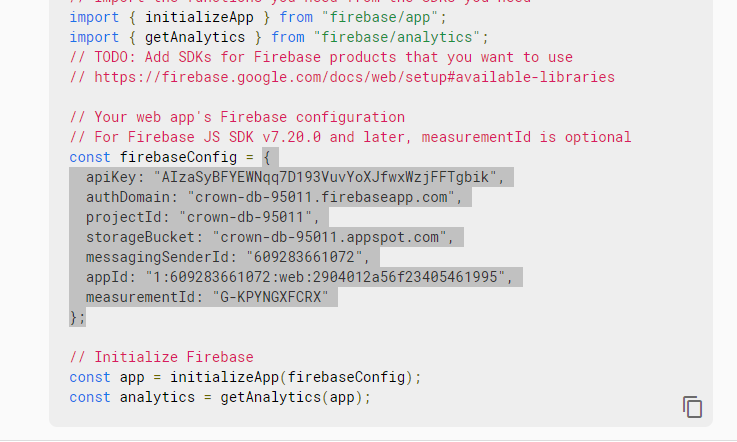 // Import the functions you need from the SDKs you need
import { initializeApp } from "firebase/app";
import { getAnalytics } from "firebase/analytics";
// TODO: Add SDKs for Firebase products that you want to use
// https://firebase.google.com/docs/web/setup#available-libraries
// Your web app's Firebase configuration
// For Firebase JS SDK v7.20.0 and later, measurementId is optional
const firebaseConfig = {
apiKey: "AIzaSyBFYEWNqq7D193VuvYoXJfwxWzjFFTgbik",
authDomain: "crown-db-95011.firebaseapp.com",
projectId: "crown-db-95011",
storageBucket: "crown-db-95011.appspot.com",
messagingSenderId: "609283661072",
appId: "1:609283661072:web:2904012a56f23405461995",
measurementId: "G-KPYNGXFCRX"
};
// Initialize Firebase
const app = initializeApp(firebaseConfig);
const analytics = getAnalytics(app);